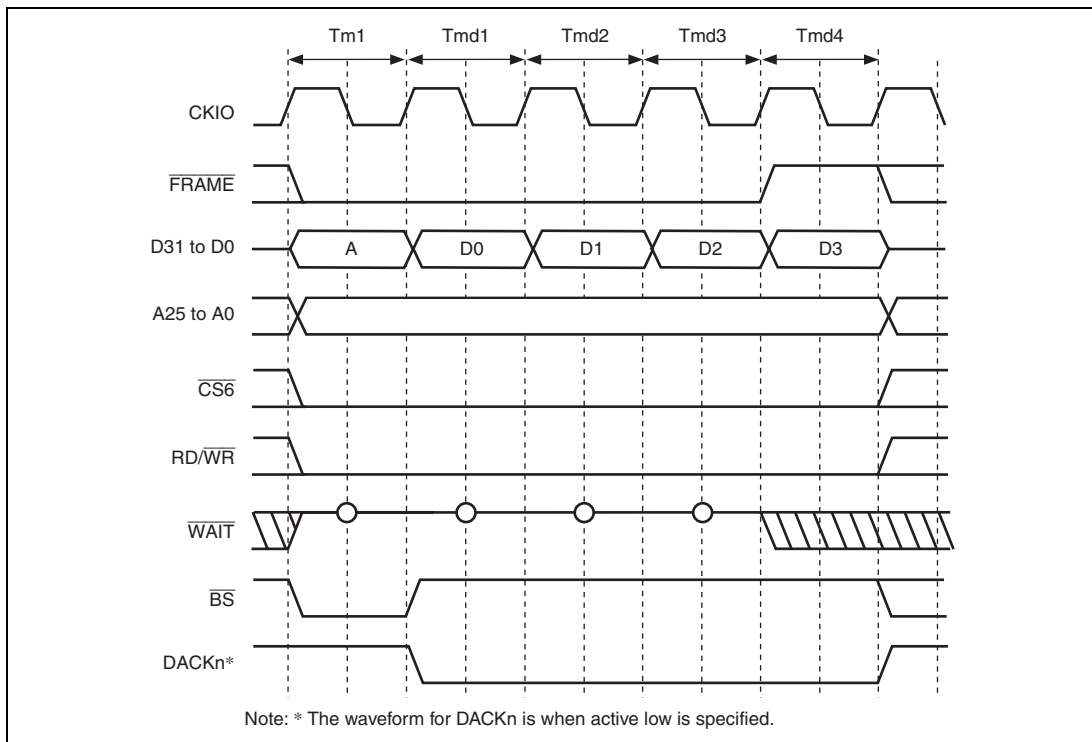 Tm1 Tmd1 Tmd2 Tmd3 Tmd4
CKIO
FRAME
D31 to D0 A D0 D1 D2 D3
A25 to A0
CS6
RD/WR
WAIT
BS
DACKn*
Note: * The waveform for DACKn is when active low is specified.